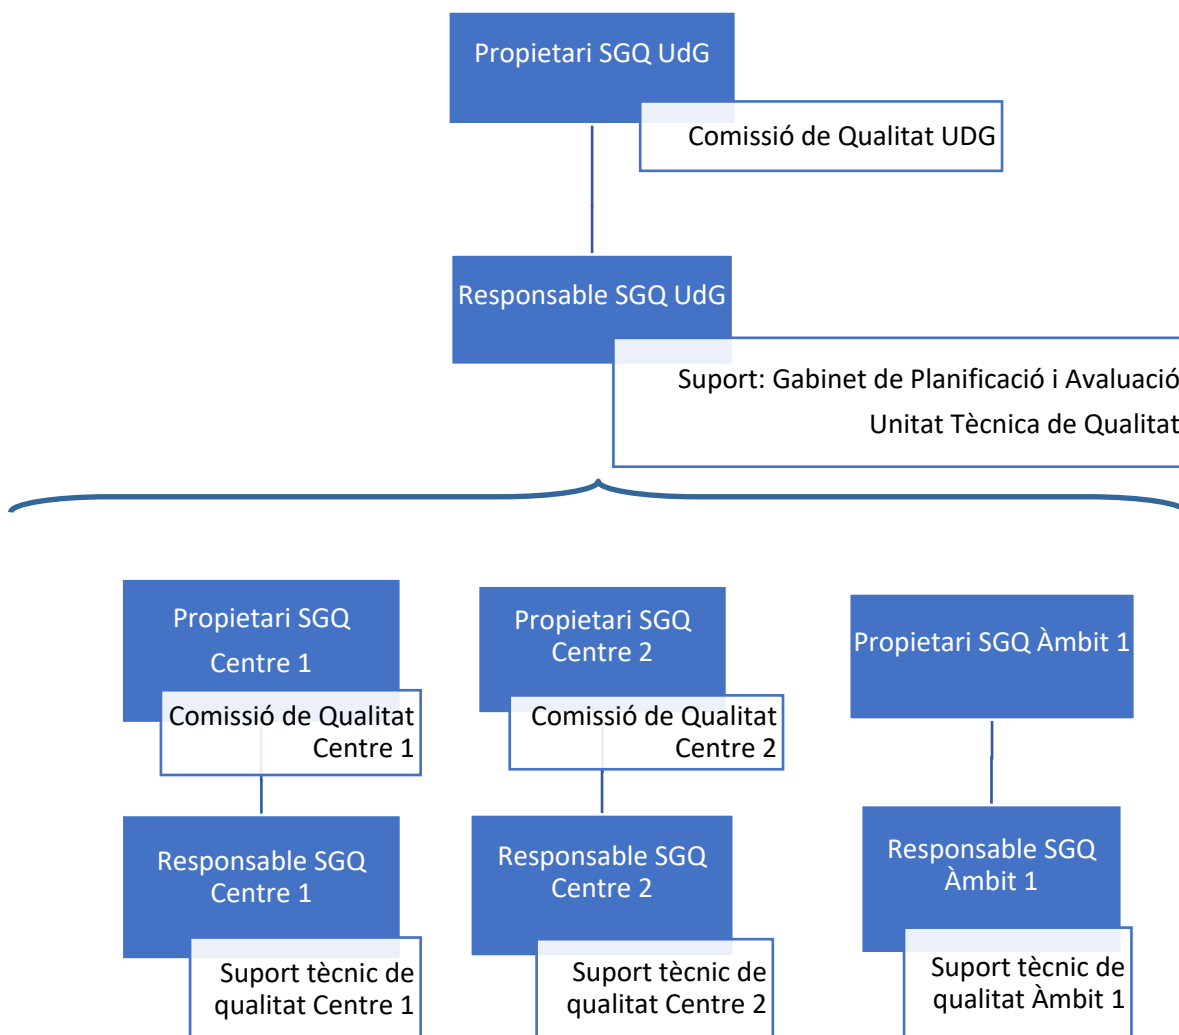 Propietari SGQ UdG
Comissió de Qualitat UDG
Responsable SGQ UdG
Suport: Gabinet de Planificació i Avaluació
Unitat Tècnica de Qualitat
Propietari SGQ
Centre 1
Comissió de Qualitat
Centre 1
Responsable SGQ
Centre 1
Suport tècnic de
qualitat Centre 1
Propietari SGQ
Centre 2
Comissió de Qualitat
Centre 2
Responsable SGQ
Centre 2
Suport tècnic de
qualitat Centre 2
Propietari SGQ Àmbit 1
Responsable SGQ
Àmbit 1
Suport tècnic de
qualitat Àmbit 1